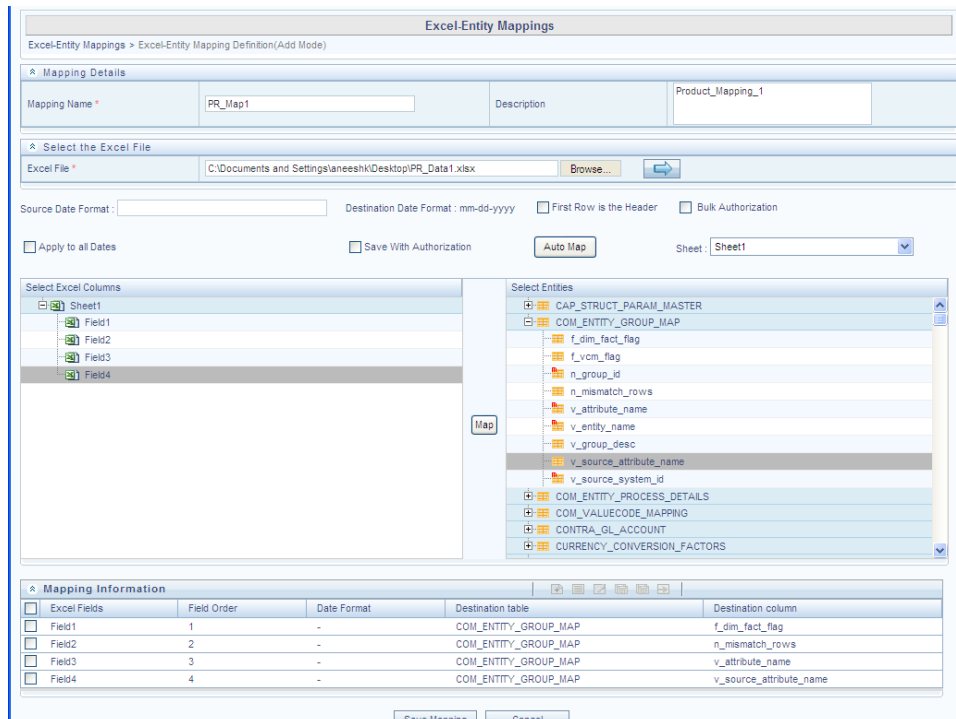 Excel-Entity Mappings
Excel-Entity Mappings > Excel-Entity Mapping Definition(Add Mode)
Mapping Details
Mapping Name * PR_Map1 Description Product_Mapping_1
Select the Excel File
Excel File * C:\Documents and Settings\aneeshk\Desktop\PR_Data1.xlsx Browse...
Source Date Format : Destination Date Format : mm-dd-yyyy First Row is the Header Bulk Authorization
Apply to all Dates Save With Authorization Auto Map Sheet : Sheet1
Select Excel Columns
Sheet1
Field1
Field2
Field3
Field4
Map
Select Entities
CAP_STRUCT_PARAM_MASTER
COM_ENTITY_GROUP_MAP
f_dim_fact_flag
f_vcm_flag
n_group_id
n_mismatch_rows
v_attribute_name
v_entity_name
v_group_desc
v_source_attribute_name
v_source_system_id
COM_ENTITY_PROCESS_DETAILS
COM_VALUECODE_MAPPING
CONTRA_GL_ACCOUNT
CURRENCY_CONVERSION_FACTORS
Mapping Information
Excel Fields Field Order Date Format Destination table Destination column
Field1 1 - COM_ENTITY_GROUP_MAP f_dim_fact_flag
Field2 2 - COM_ENTITY_GROUP_MAP n_mismatch_rows
Field3 3 - COM_ENTITY_GROUP_MAP v_attribute_name
Field4 4 - COM_ENTITY_GROUP_MAP v_source_attribute_name
Save Mapping Cancel